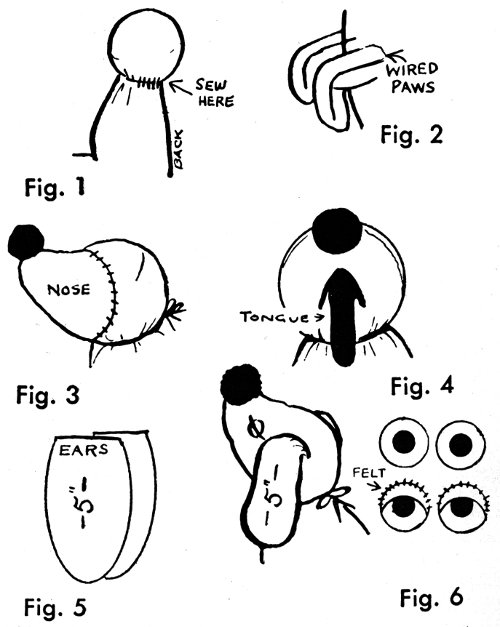 SEW
HERE
BACK
Fig. 1
WIRED
PAWS
Fig. 2
NOSE
Fig. 3
TONGUE
Fig. 4
EARS
-5"-
Fig. 5
-5"-
FELT
Fig. 6